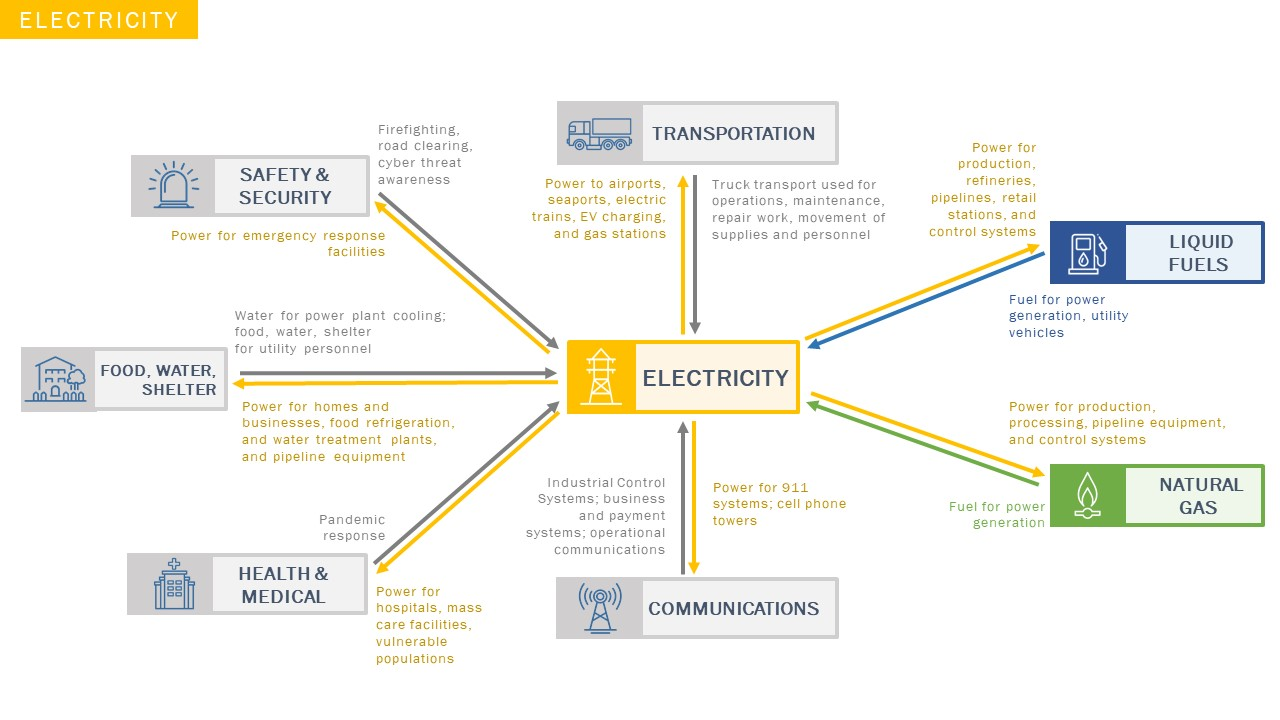 ELECTRICITY
Firefighting,
road clearing,
cyber threat
awareness
SAFETY &
SECURITY
Power for emergency response
facilities
TRANSPORTATION
Power to airports,
seaports, electric
trains, EV charging,
and gas stations
Truck transport used for
operations, maintenance,
repair work, movement of
supplies and personnel
Power for
production,
refineries,
pipelines, retail
stations, and
control systems
LIQUID
FUELS
Fuel for power
generation, utility
vehicles
Water for power plant cooling;
food, water, shelter
for utility personnel
FOOD, WATER,
SHELTER
Power for homes and
businesses, food refrigeration,
and water treatment plants,
and pipeline equipment
ELECTRICITY
Power for production,
processing, pipeline equipment,
and control systems
NATURAL
GAS
Fuel for power
generation
Pandemic
response
HEALTH &
MEDICAL
Power for
hospitals, mass
care facilities,
vulnerable
populations
Industrial Control
Systems; business
and payment
systems; operational
communications
Power for 911
systems; cell phone
towers
COMMUNICATIONS